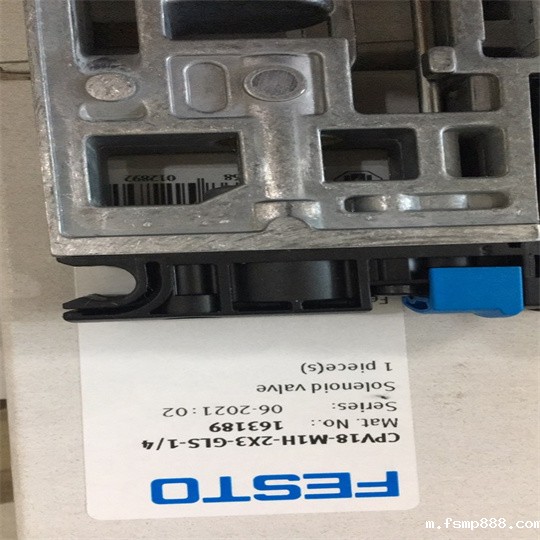 FESTO
CPV18-M1H-2X3-GLS-1/4
Mat. No.: 163189
Series: 06-2021:02
Solenoid valve
1 piece(s)
012892
m.fsmp888.com